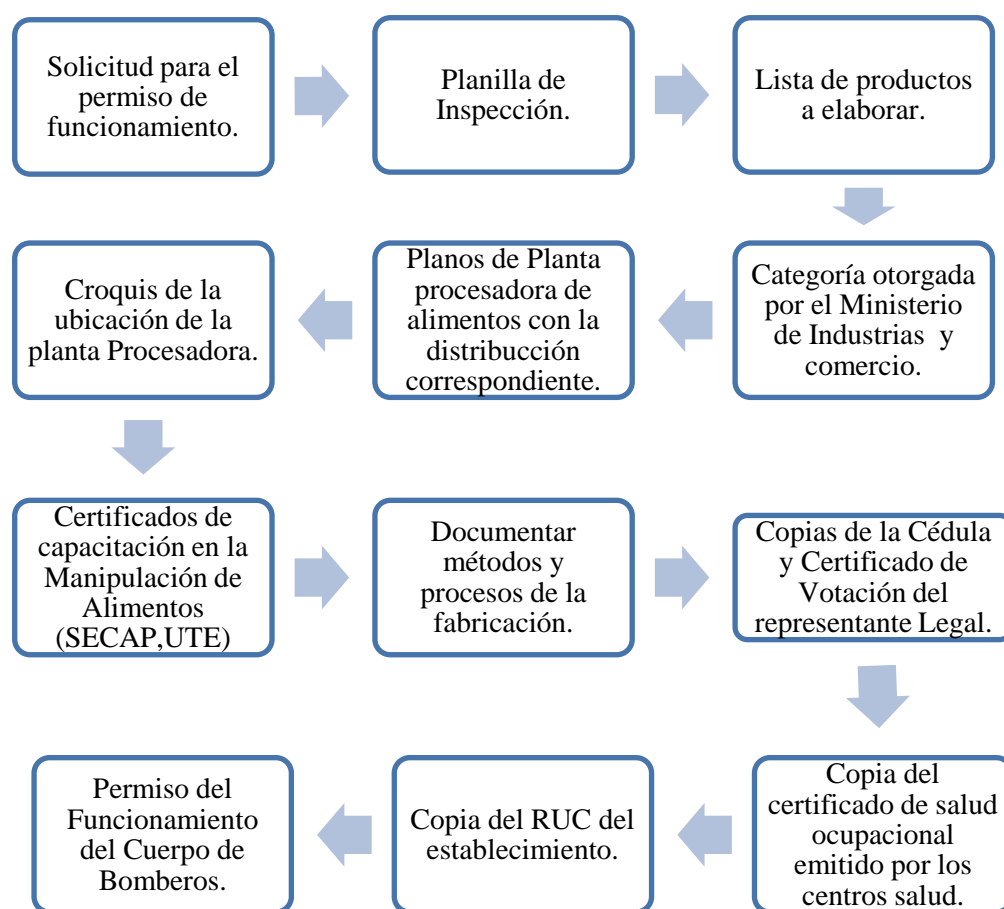 Solicitud para el
permiso de
funcionamiento.
Planilla de
Inspección.
Lista de productos
a elaborar.
Categoría otorgada
por el Ministerio
de Industrias y
comercio.
Planos de Planta
procesadora de
alimentos con la
distribucción
correspondiente.
Croquis de la
ubicación de la
planta Procesadora.
Certificados de
capacitación en la
Manipulación de
Alimentos
(SECAP,UTE)
Documentar
métodos y
procesos de la
fabricación.
Copias de la Cédula
y Certificado de
Votación del
representante Legal.
Copia del
certificado de salud
ocupacional
emitido por los
centros salud.
Copia del RUC del
establecimiento.
Permiso del
Funcionamiento
del Cuerpo de
Bomberos.